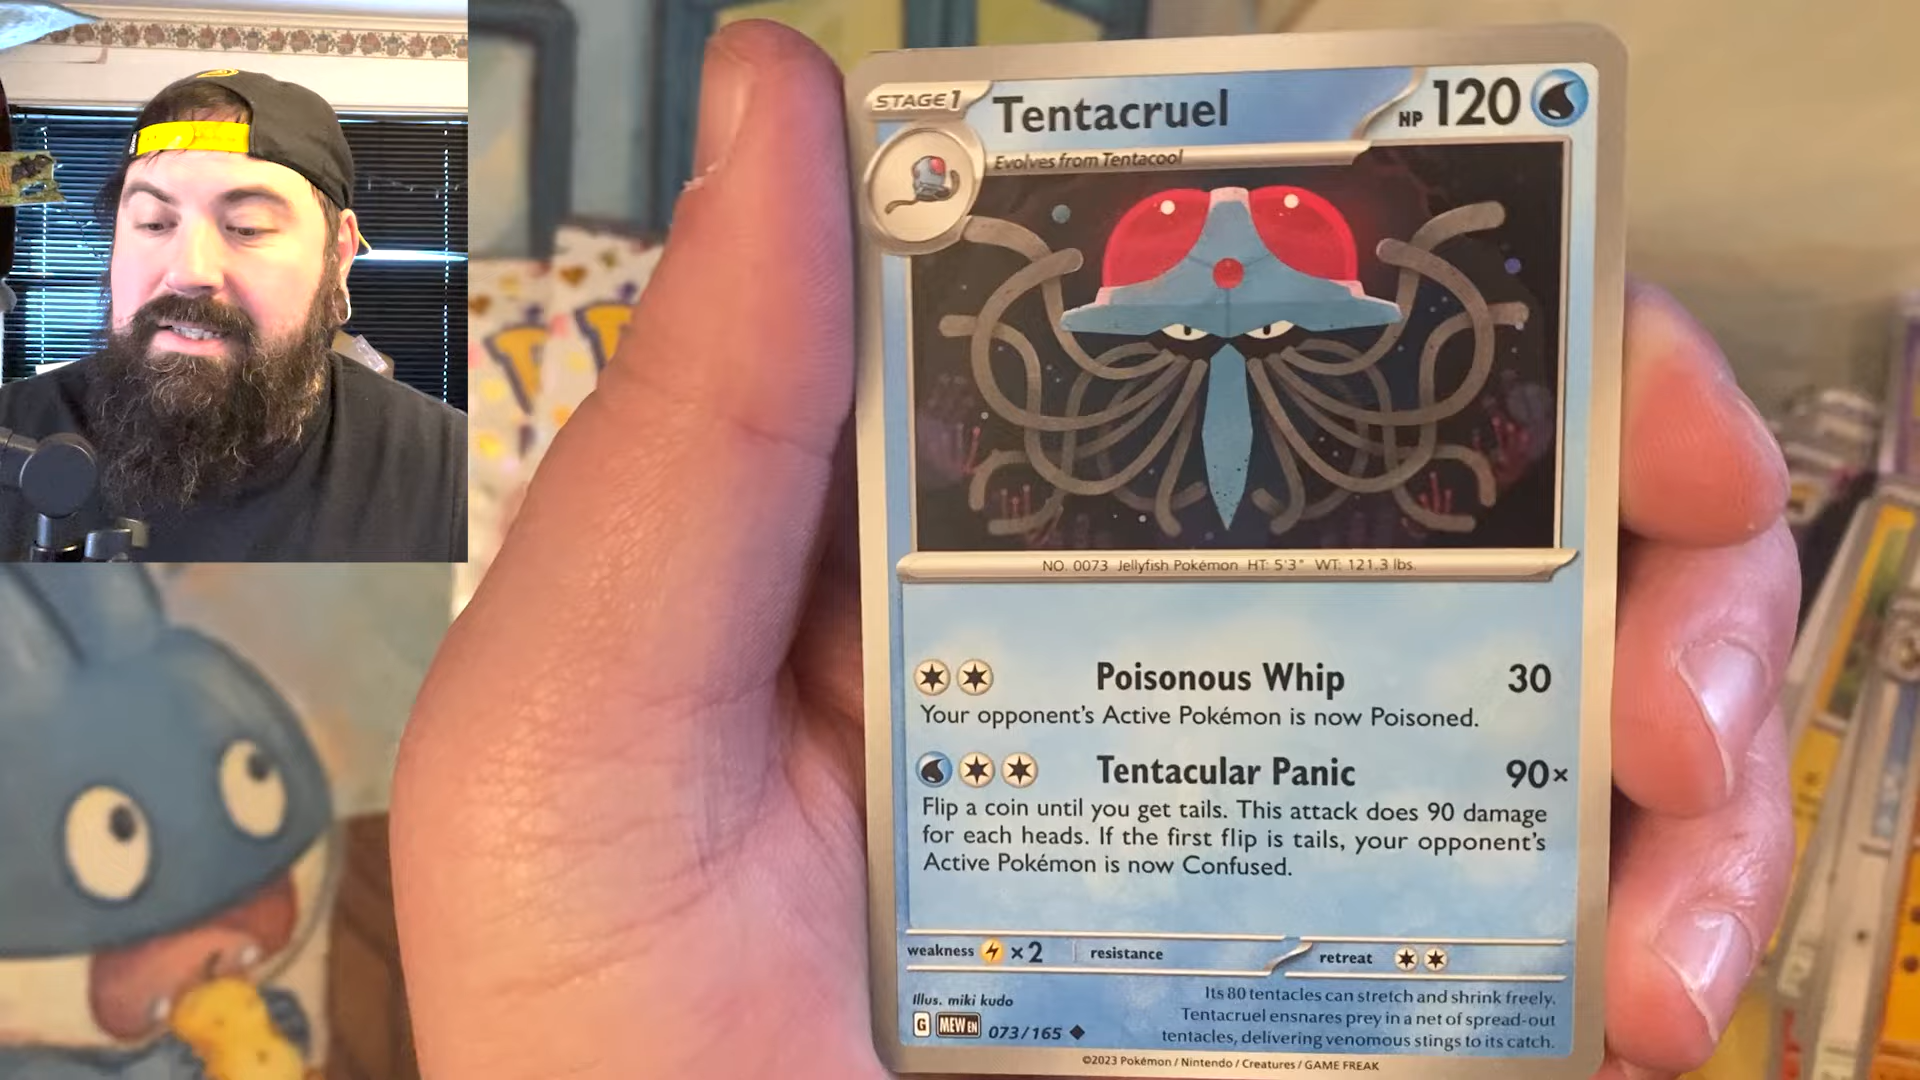 STAGE1
Tentacruel
HP 120
Evolves from Tentacool
NO. 0073 Jellyfish Pokémon HT: 5'3" WT: 121.3 lbs.
Poisonous Whip 30
Your opponent's Active Pokémon is now Poisoned.
Tentacular Panic 90×
Flip a coin until you get tails. This attack does 90 damage
for each heads. If the first flip is tails, your opponent's
Active Pokémon is now Confused.
weakness ×2 resistance retreat
Illus. miki kudo
G MEW EN 073/165
Its 80 tentacles can stretch and shrink freely.
Tentacruel ensnares prey in a net of spread-out
tentacles, delivering venomous stings to its catch.
©2023 Pokémon / Nintendo / Creatures / GAME FREAK